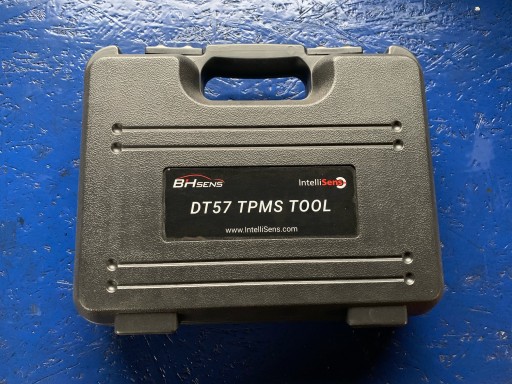 BHSENS IntelliSens
DT57 TPMS TOOL
www.IntelliSens.com